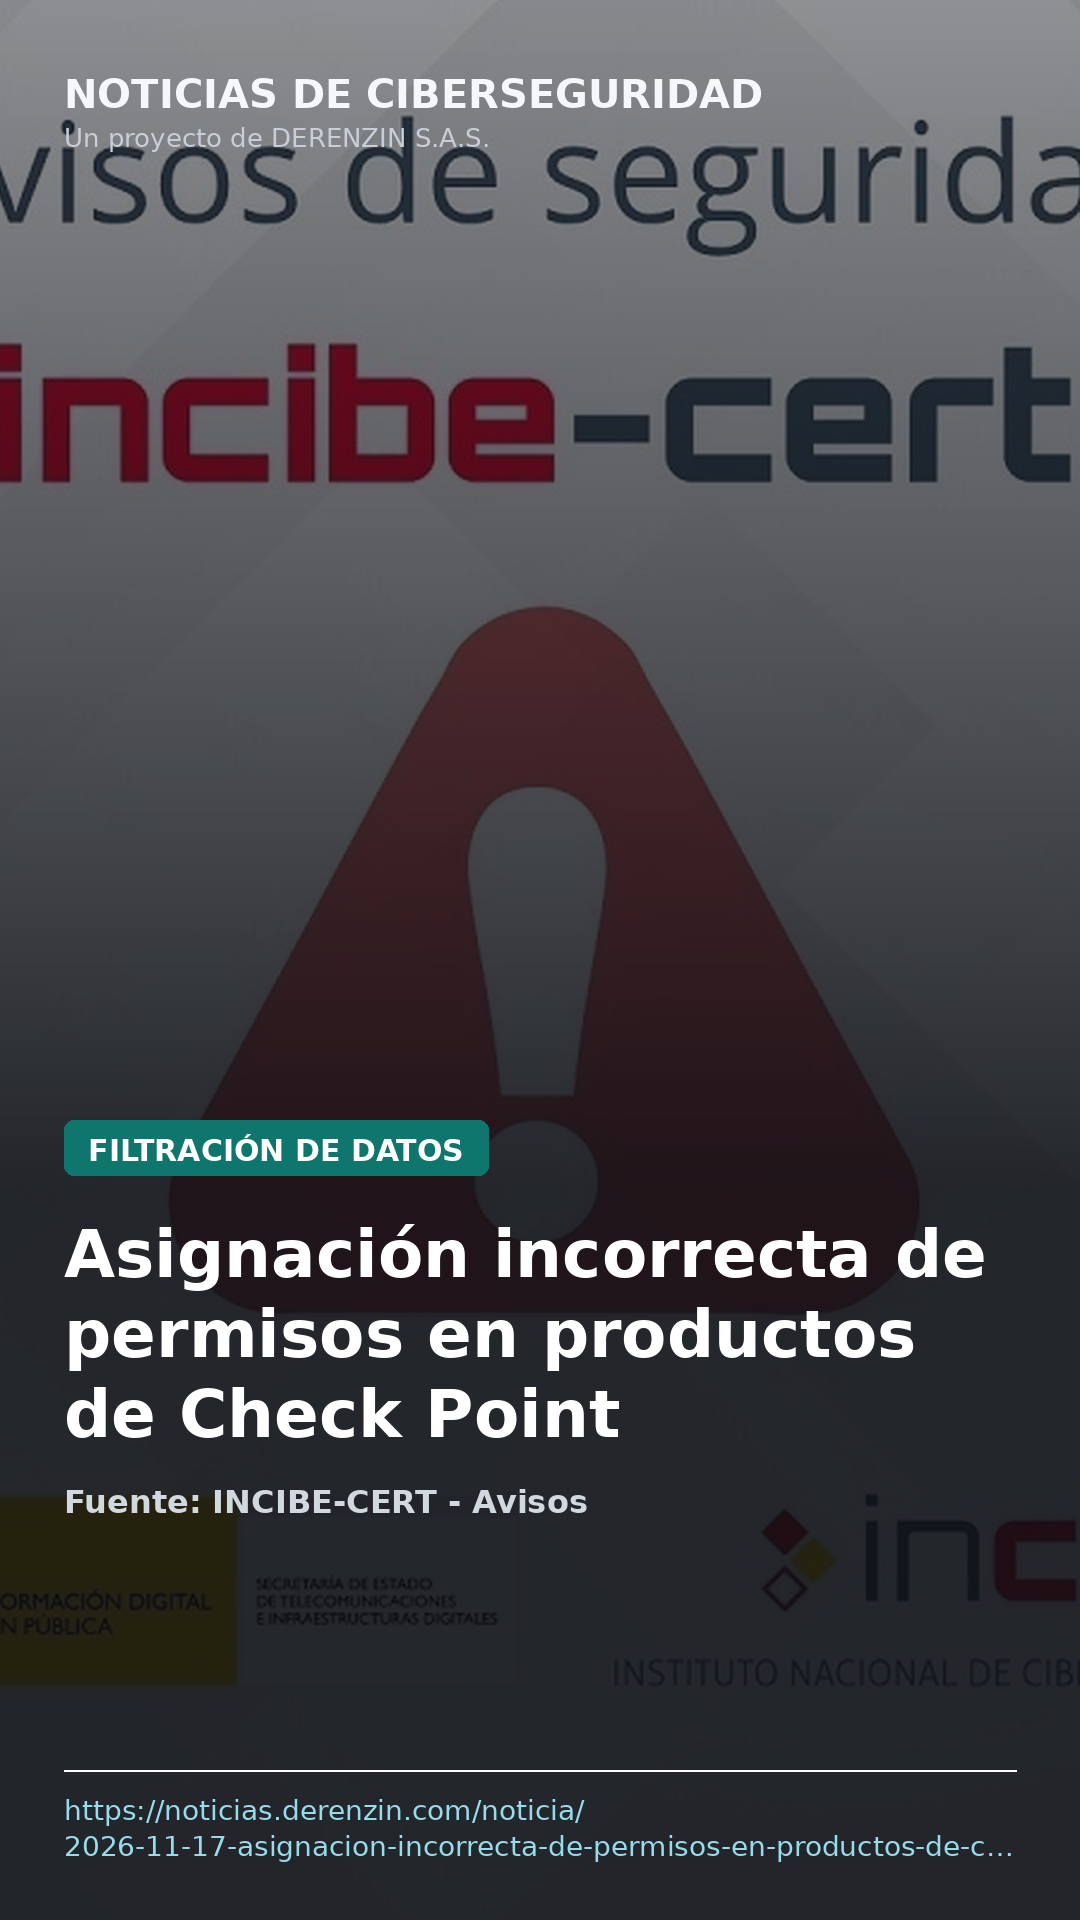 NOTICIAS DE CIBERSEGURIDAD
Un proyecto de DERENZIN S.A.S.
visos de segurida
incibe-cert
FILTRACIÓN DE DATOS
Asignación incorrecta de
permisos en productos
de Check Point
Fuente: INCIBE-CERT - Avisos
ORMACIÓN DIGITAL
N PÚBLICA
SECRETARÍA DE ESTADO
DE TELECOMUNICACIONES
E INFRAESTRUCTURAS DIGITALES
inc
INSTITUTO NACIONAL DE CIB
https://noticias.derenzin.com/noticia/
2026-11-17-asignacion-incorrecta-de-permisos-en-productos-de-c...